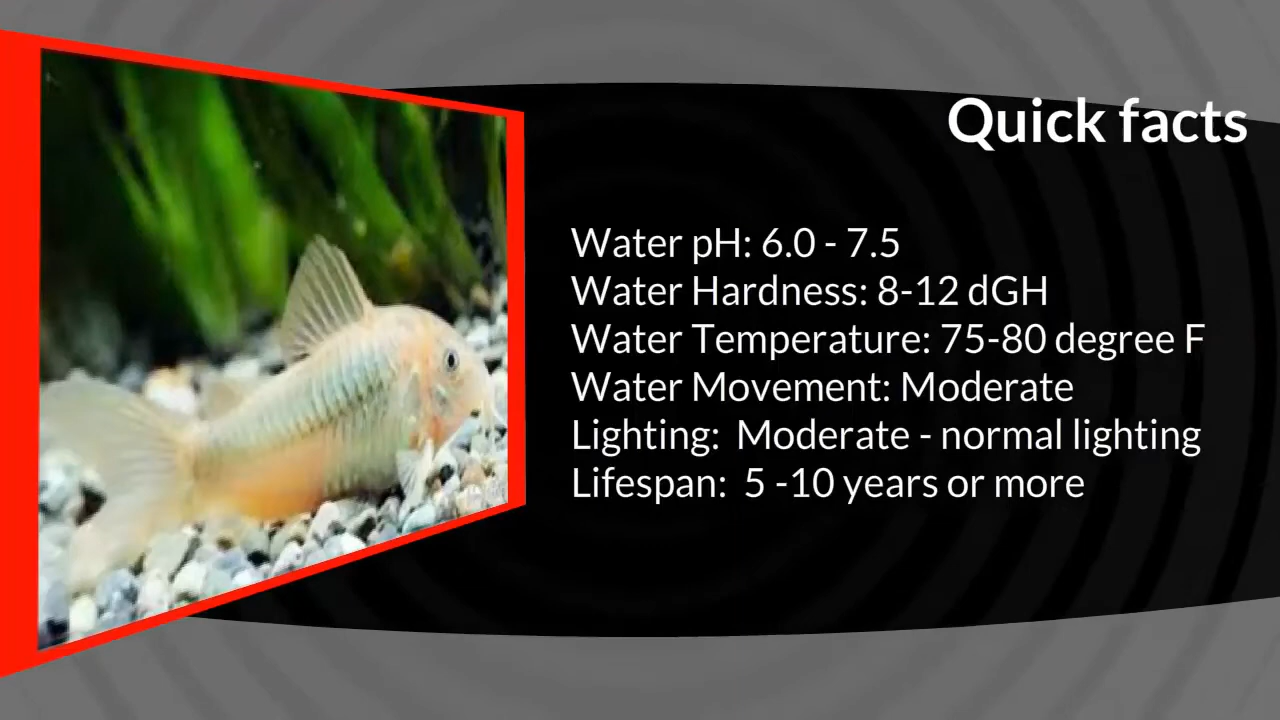 Quick facts
Water pH: 6.0 - 7.5
Water Hardness: 8-12 dGH
Water Temperature: 75-80 degree F
Water Movement: Moderate
Lighting:  Moderate - normal lighting
Lifespan:  5 -10 years or more